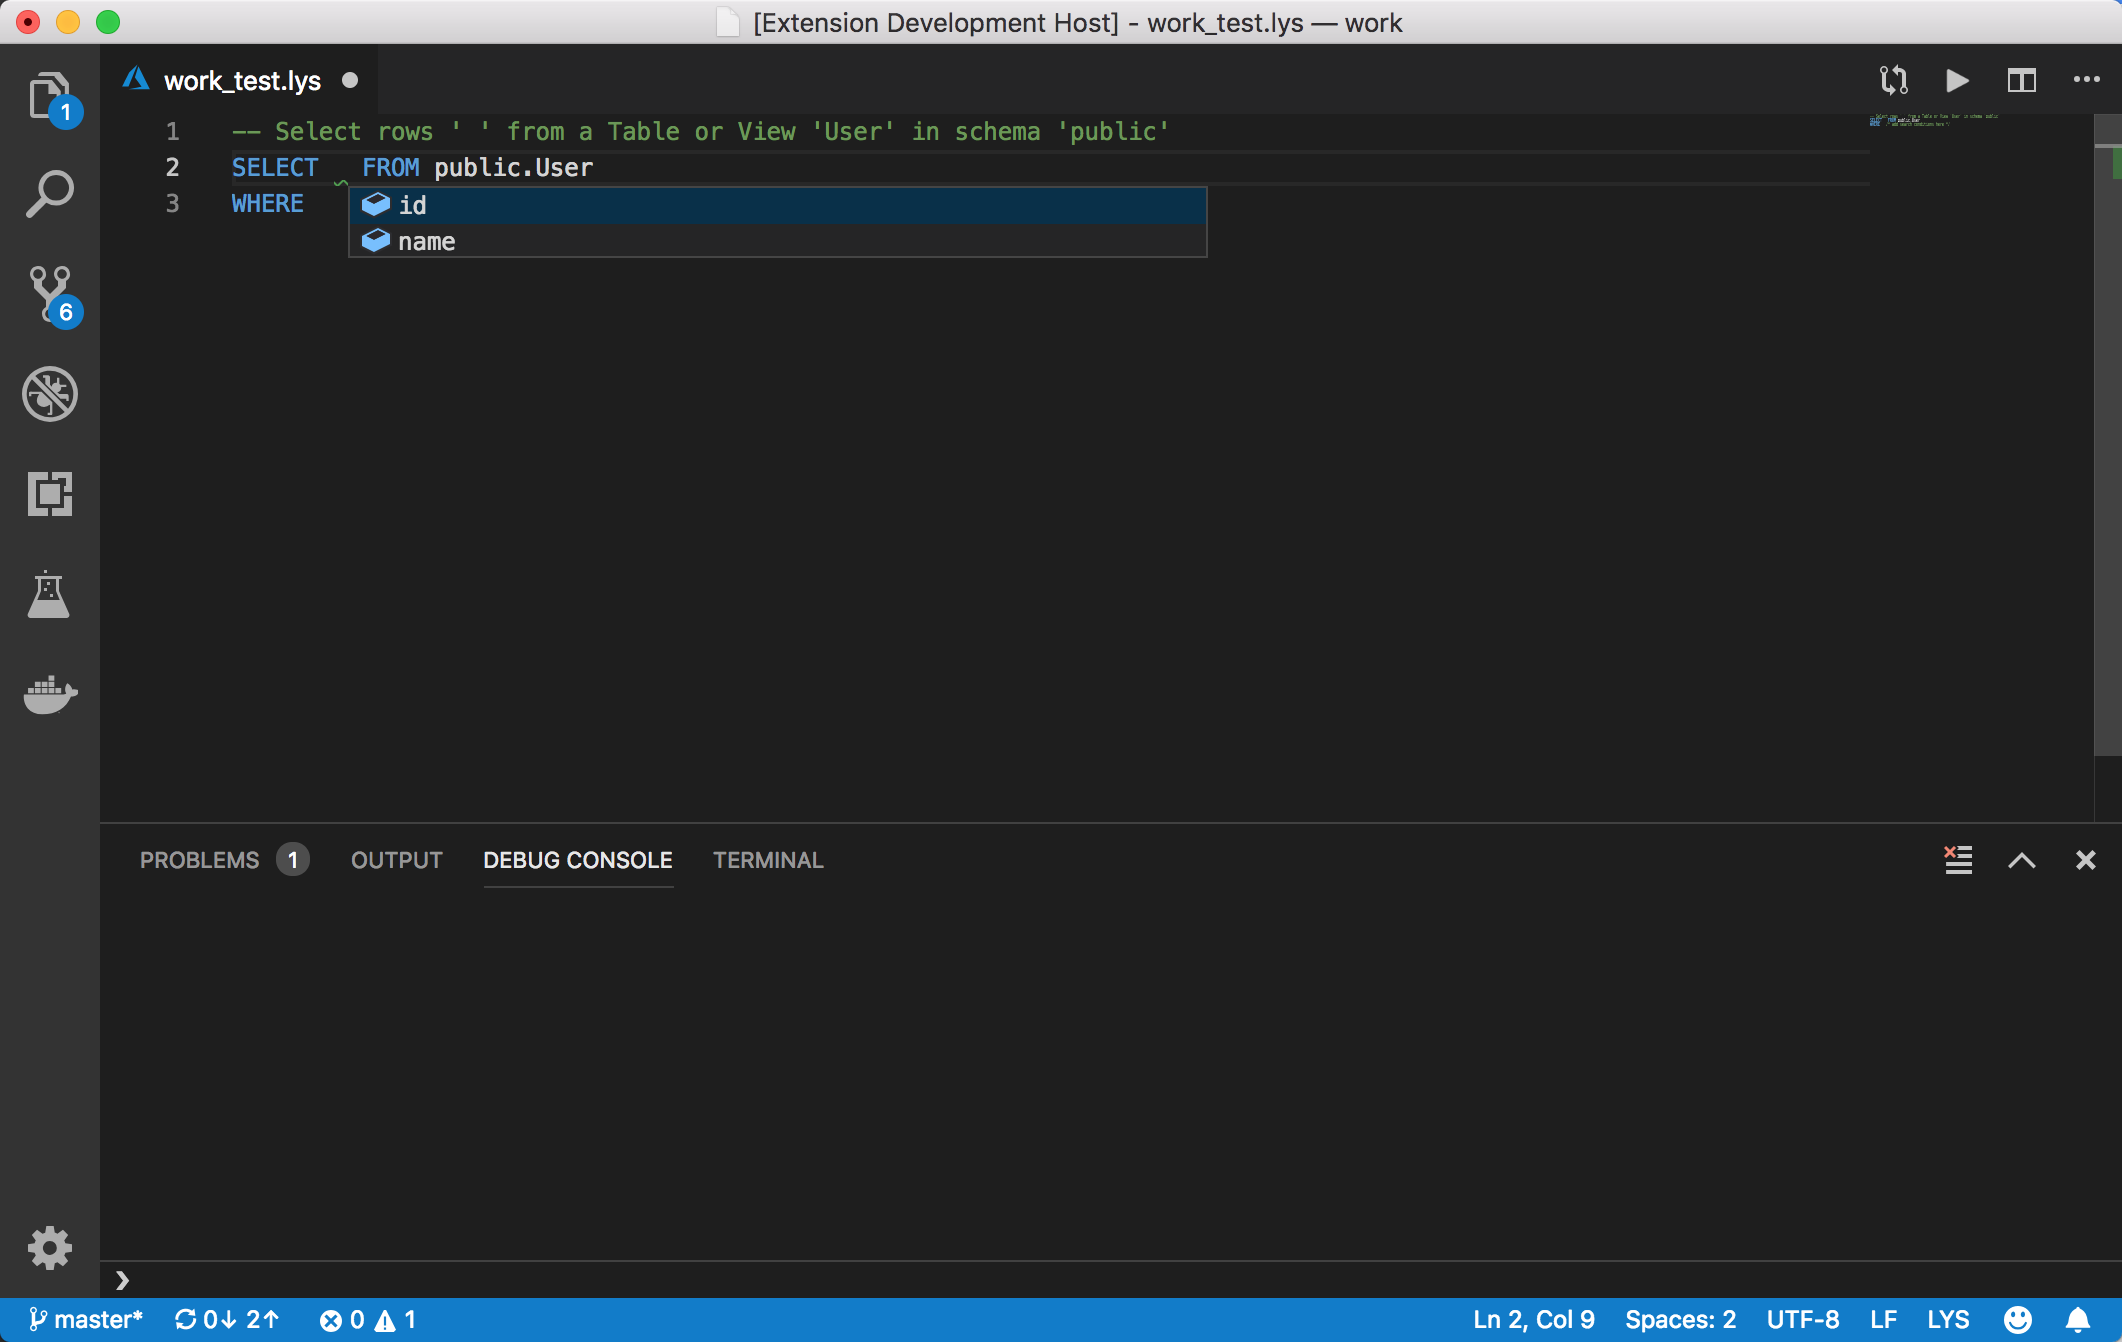 [Extension Development Host] - work_test.lys — work
work_test.lys
1
1 -- Select rows ' ' from a Table or View 'User' in schema 'public'
2 SELECT FROM public.User
3 WHERE
id
name
6
PROBLEMS 1 OUTPUT DEBUG CONSOLE TERMINAL
master* 0↓ 2↑ 0 1 Ln 2, Col 9 Spaces: 2 UTF-8 LF LYS